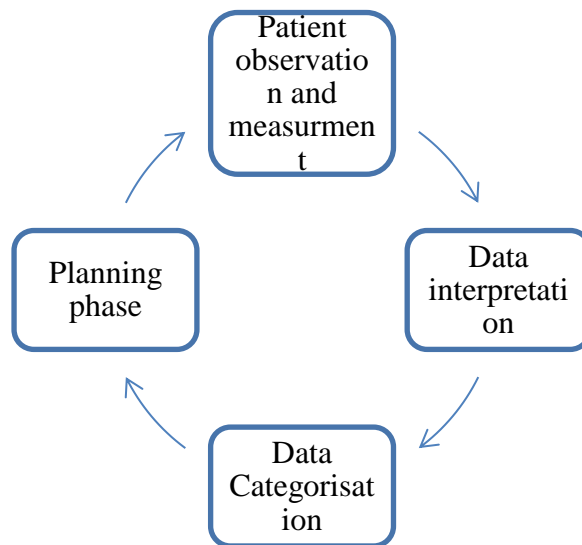 Patient
observatio
n and
measurmen
t
Data
interpretati
on
Data
Categorisat
ion
Planning
phase